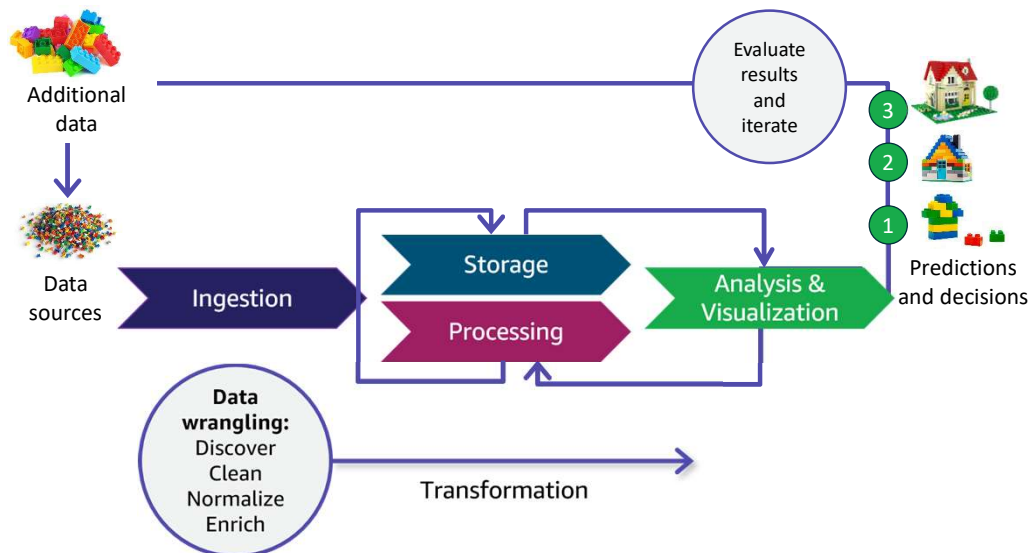 Additional
data
Evaluate
results
and
iterate
3
2
1
Data
sources
Ingestion
Storage
Processing
Analysis &
Visualization
Predictions
and decisions
Data
wrangling:
Discover
Clean
Normalize
Enrich
Transformation